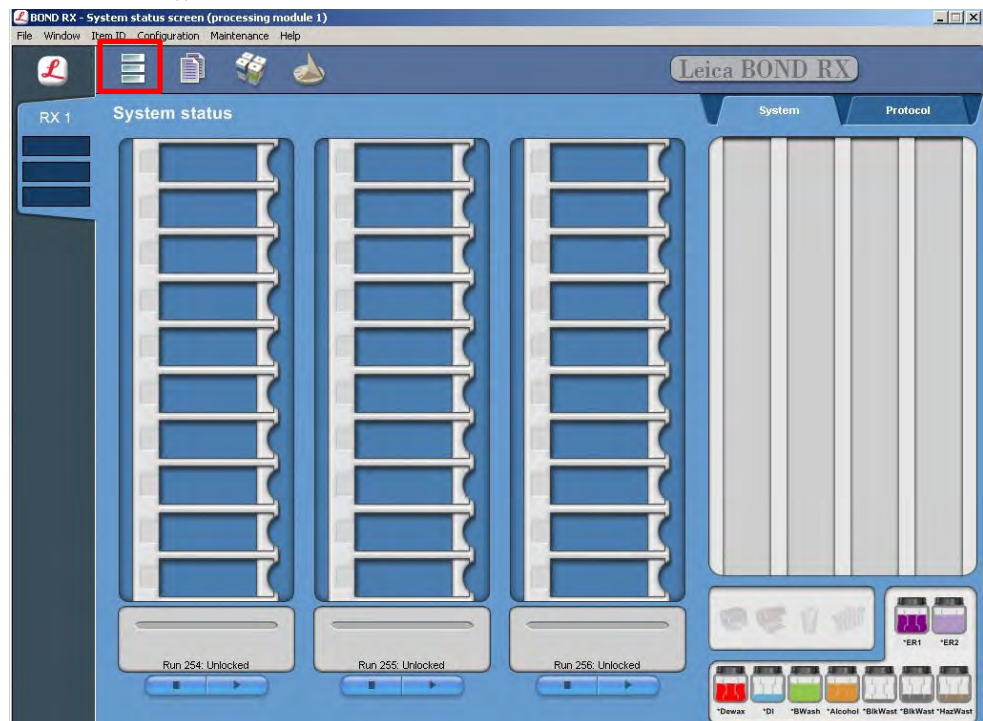 BOND RX - System status screen (processing module 1)
File Window Item ID Configuration Maintenance Help
Leica BOND RX
RX 1
System status
System
Protocol
Run 254: Unlocked
Run 255: Unlocked
Run 256: Unlocked
*ER1 *ER2
*Dewax *DI *BWash *Alcohol *BlkWast *BlkWast *HazWast